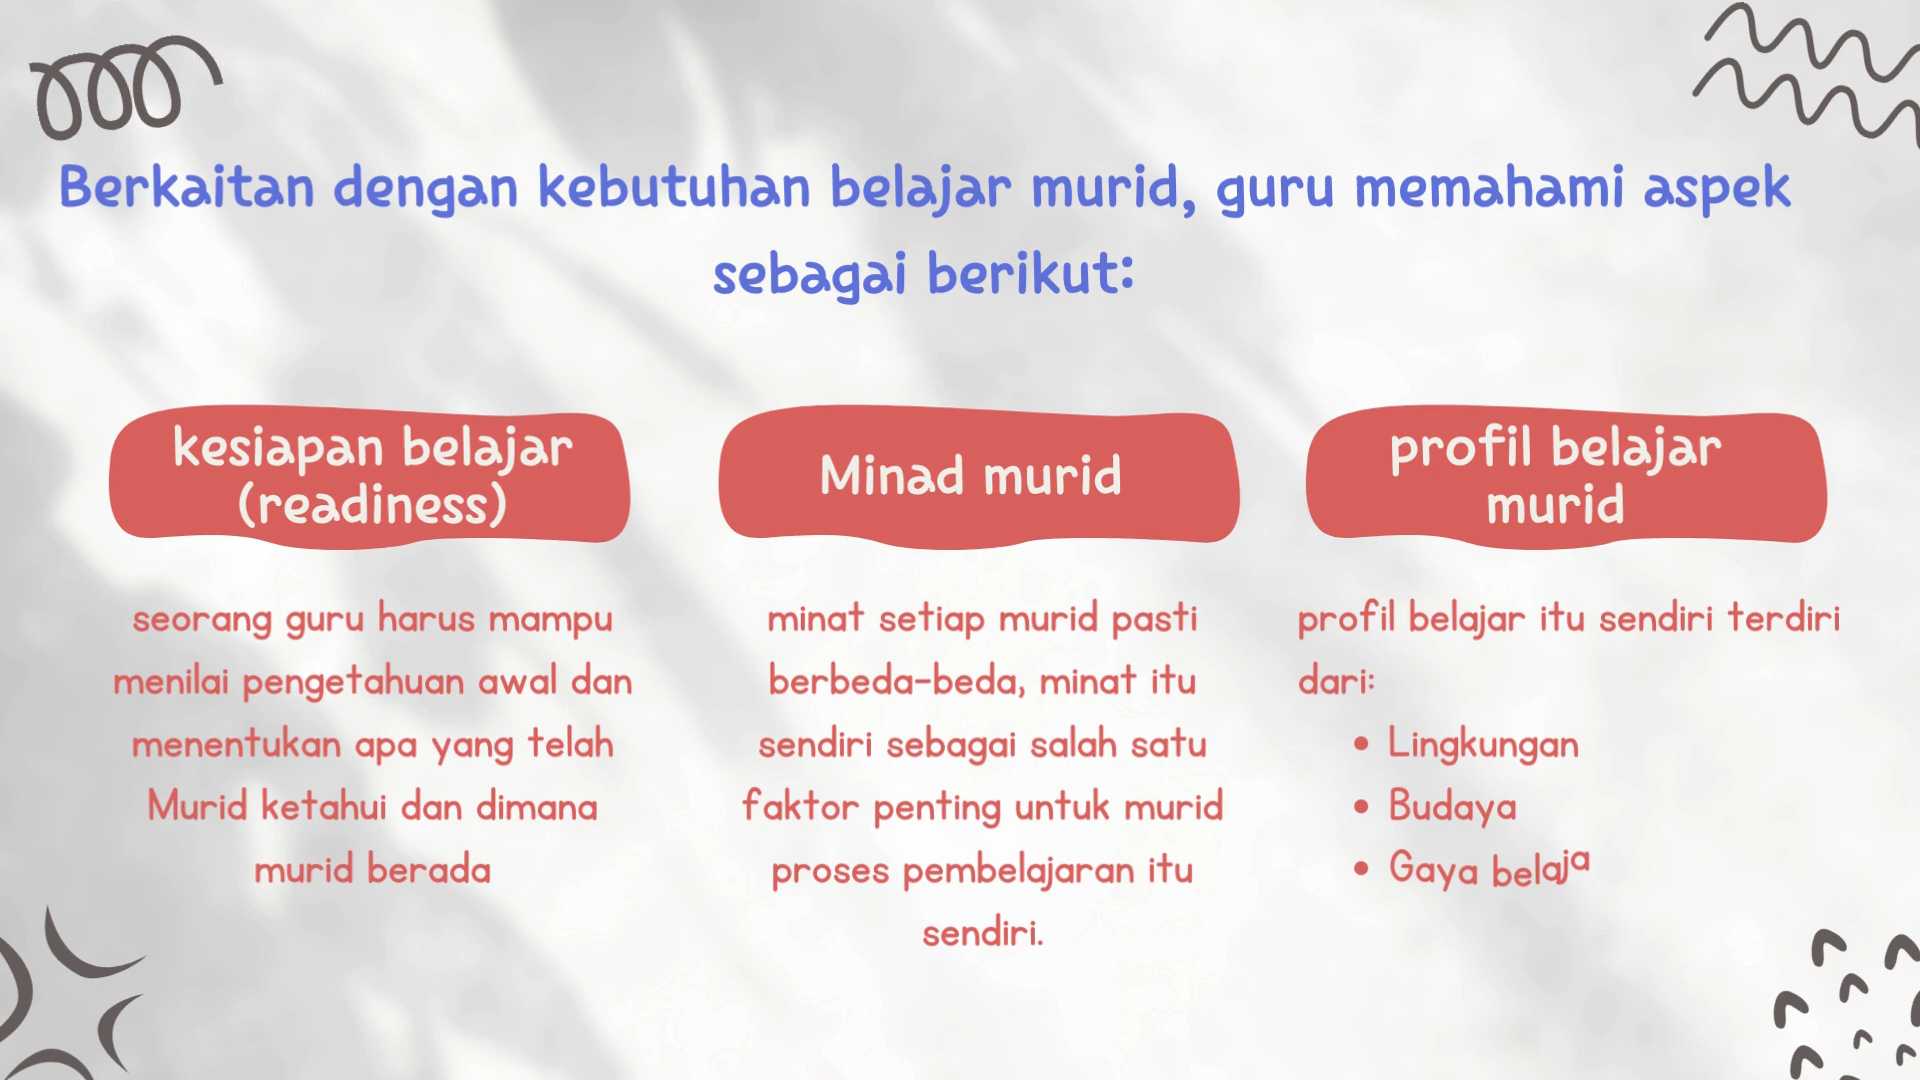 Berkaitan dengan kebutuhan belajar murid, guru memahami aspek
sebagai berikut:
kesiapan belajar
(readiness)
seorang guru harus mampu
menilai pengetahuan awal dan
menentukan apa yang telah
Murid ketahui dan dimana
murid berada
Minad murid
minat setiap murid pasti
berbeda-beda, minat itu
sendiri sebagai salah satu
faktor penting untuk murid
proses pembelajaran itu
sendiri.
profil belajar
murid
profil belajar itu sendiri terdiri
dari:
• Lingkungan
• Budaya
• Gaya belaja